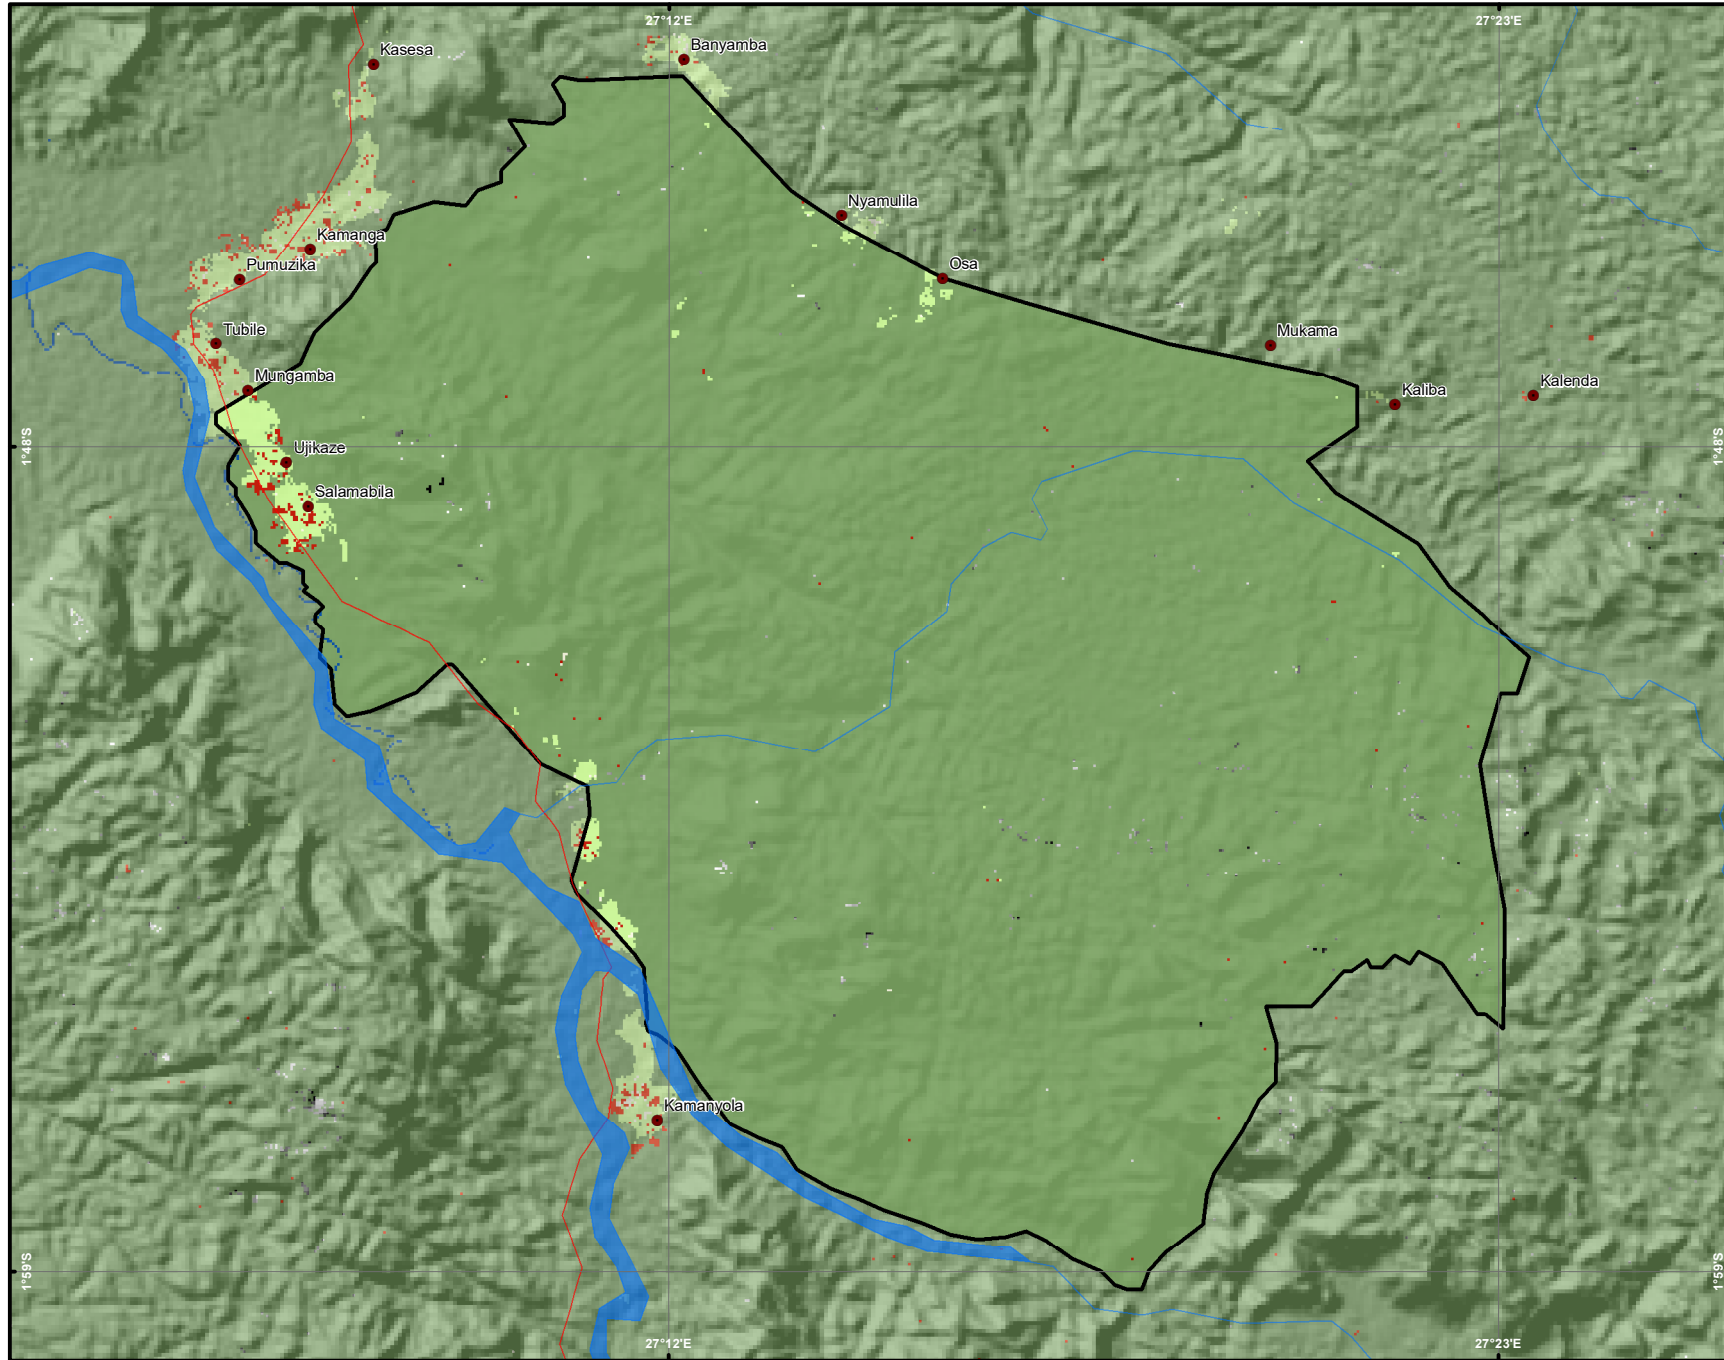 27°12'E
27°23'E
Kasesa
Banyamba
Nyamulila
Kamanga
Pumuzika
Osa
Tubile
Mukama
Mungamba
Kalenda
Kaliba
1°48'S
1°48'S
Ujikaze
Salamabila
Kamanyola
1°59'S
1°59'S
27°12'E
27°23'E